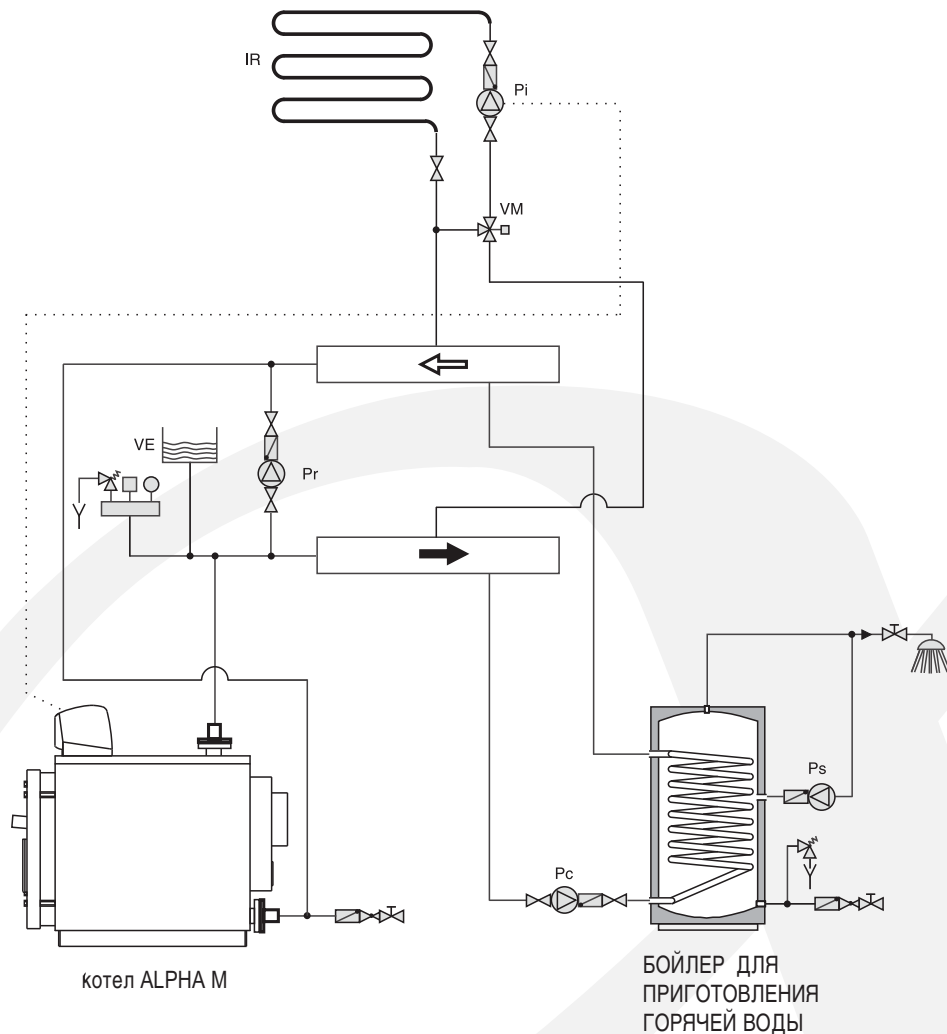 IR
Pi
VM
VE
Pr
Ps
Pc
котел ALPHA M
БОЙЛЕР ДЛЯ
ПРИГОТОВЛЕНИЯ
ГОРЯЧЕЙ ВОДЫ